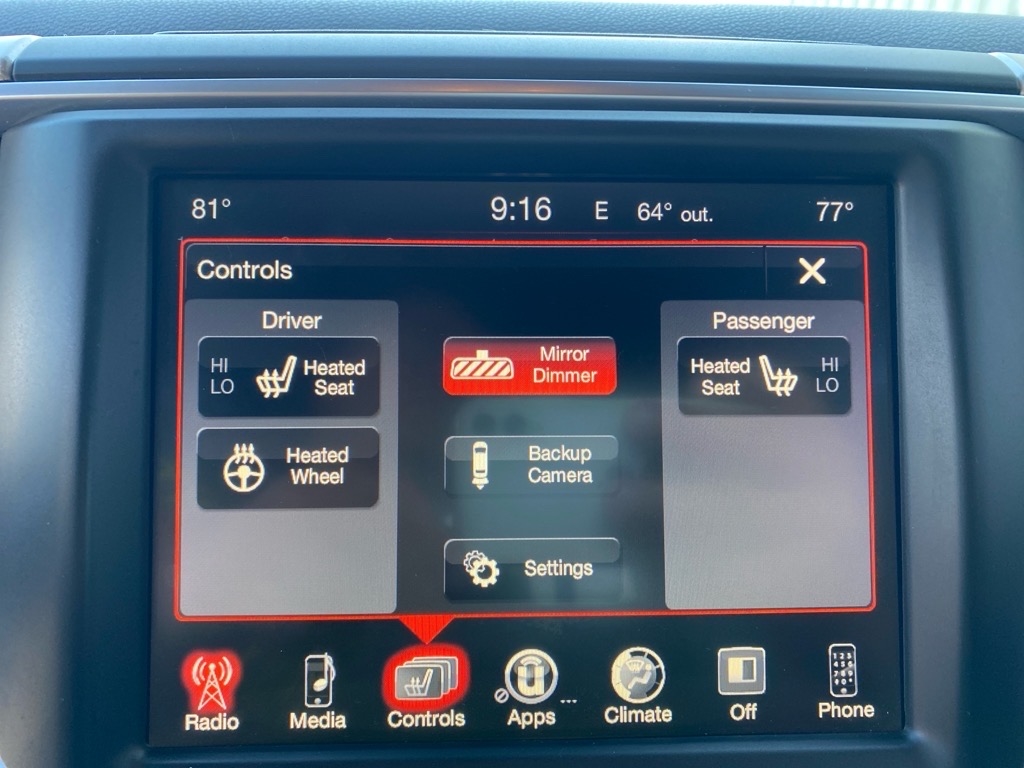 81° 9:16 E 64° out. 77°
Controls
Driver
HI
LO
Heated
Seat
Heated
Wheel
Mirror
Dimmer
Backup
Camera
Settings
Passenger
Heated
Seat
HI
LO
Radio Media Controls Apps ... Climate Off Phone